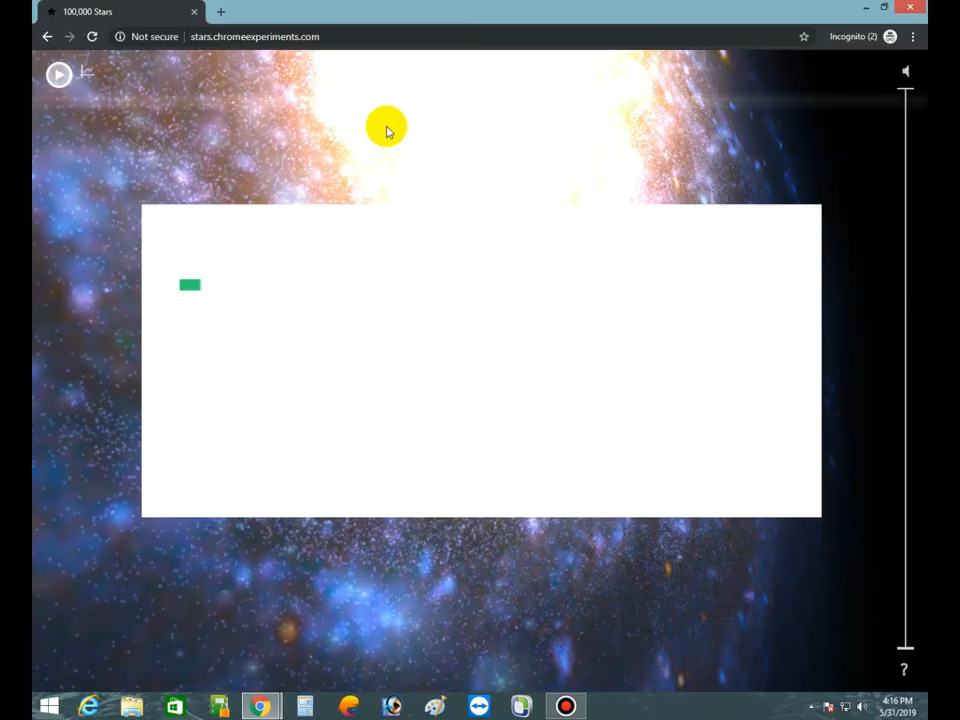 100,000 Stars
Not secure
stars.chromeexperiments.com
Incognito (2)
?
4:16 PM
5/31/2019